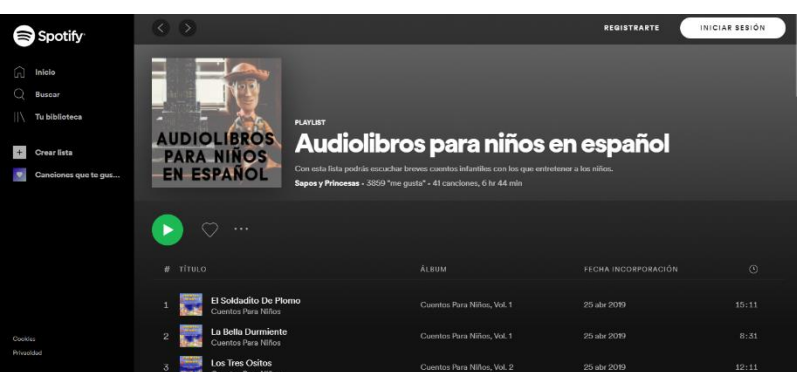 Spotify
Inicio
Buscar
Tu biblioteca
Crear lista
Canciones que te gus...
Cookies
Privacidad
REGISTRARTE
INICIAR SESIÓN
AUDIOLIBROS
PARA NIÑOS
EN ESPAÑOL
PLAYLIST
Audiolibros para niños en español
Con esta lista podrás escuchar breves cuentos infantiles con los que entretener a los niños.
Sapos y Princesas • 3859 "me gusta" • 41 canciones, 6 hr 44 min
# TÍTULO ÁLBUM FECHA INCORPORACIÓN
1 El Soldadito De Plomo Cuentos Para Niños, Vol. 1 25 abr 2019 15:11
Cuentos Para Niños
2 La Bella Durmiente Cuentos Para Niños, Vol. 1 25 abr 2019 8:31
Cuentos Para Niños
3 Los Tres Ositos Cuentos Para Niños, Vol. 2 25 abr 2019 12:11